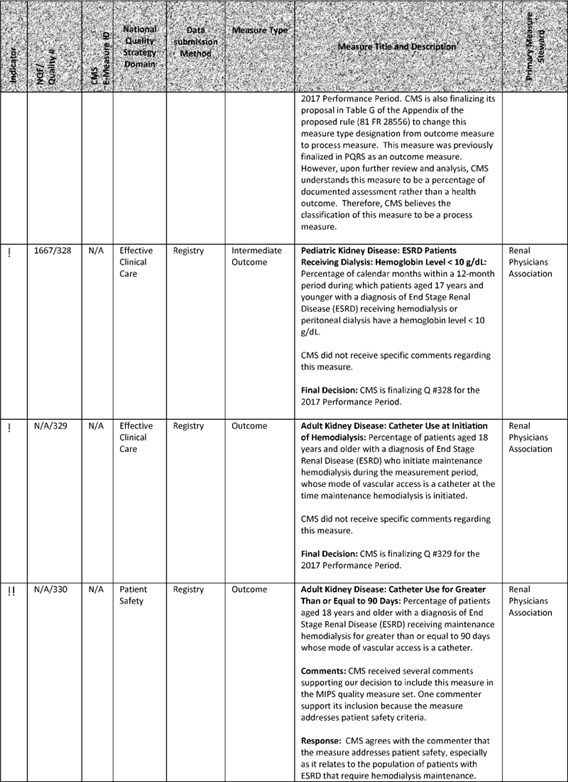 Indicator
NQF/
Quality #
CMS
E-Measure ID
National
Quality
Strategy
Domain
Data
submission
Method
Measure Type
Measure Title and Description
Primary Measure
Steward
2017 Performance Period. CMS is also finalizing its
proposal in Table G of the Appendix of the
proposed rule (81 FR 28556) to change this
measure type designation from outcome measure
to process measure. This measure was previously
finalized in PQRS as an outcome measure.
However, upon further review and analysis, CMS
understands this measure to be a percentage of
documented assessment rather than a health
outcome. Therefore, CMS believes the
classification of this measure to be a process
measure.
!
1667/328
N/A
Effective
Clinical
Care
Registry
Intermediate
Outcome
Pediatric Kidney Disease: ESRD Patients
Receiving Dialysis: Hemoglobin Level < 10 g/dL:
Percentage of calendar months within a 12-month
period during which patients aged 17 years and
younger with a diagnosis of End Stage Renal
Disease (ESRD) receiving hemodialysis or
peritoneal dialysis have a hemoglobin level < 10
g/dL.
CMS did not receive specific comments regarding
this measure.
Final Decision: CMS is finalizing Q #328 for the
2017 Performance Period.
Renal
Physicians
Association
!
N/A/329
N/A
Effective
Clinical
Care
Registry
Outcome
Adult Kidney Disease: Catheter Use at Initiation
of Hemodialysis: Percentage of patients aged 18
years and older with a diagnosis of End Stage
Renal Disease (ESRD) who initiate maintenance
hemodialysis during the measurement period,
whose mode of vascular access is a catheter at the
time maintenance hemodialysis is initiated.
CMS did not receive specific comments regarding
this measure.
Final Decision: CMS is finalizing Q #329 for the
2017 Performance Period.
Renal
Physicians
Association
!!
N/A/330
N/A
Patient
Safety
Registry
Outcome
Adult Kidney Disease: Catheter Use for Greater
Than or Equal to 90 Days: Percentage of patients
aged 18 years and older with a diagnosis of End
Stage Renal Disease (ESRD) receiving maintenance
hemodialysis for greater than or equal to 90 days
whose mode of vascular access is a catheter.
Comments: CMS received several comments
supporting our decision to include this measure in
the MIPS quality measure set. One commenter
support its inclusion because the measure
addresses patient safety criteria.
Response: CMS agrees with the commenter that
the measure addresses patient safety, especially
as it relates to the population of patients with
ESRD that require hemodialysis maintenance.
Renal
Physicians
Association